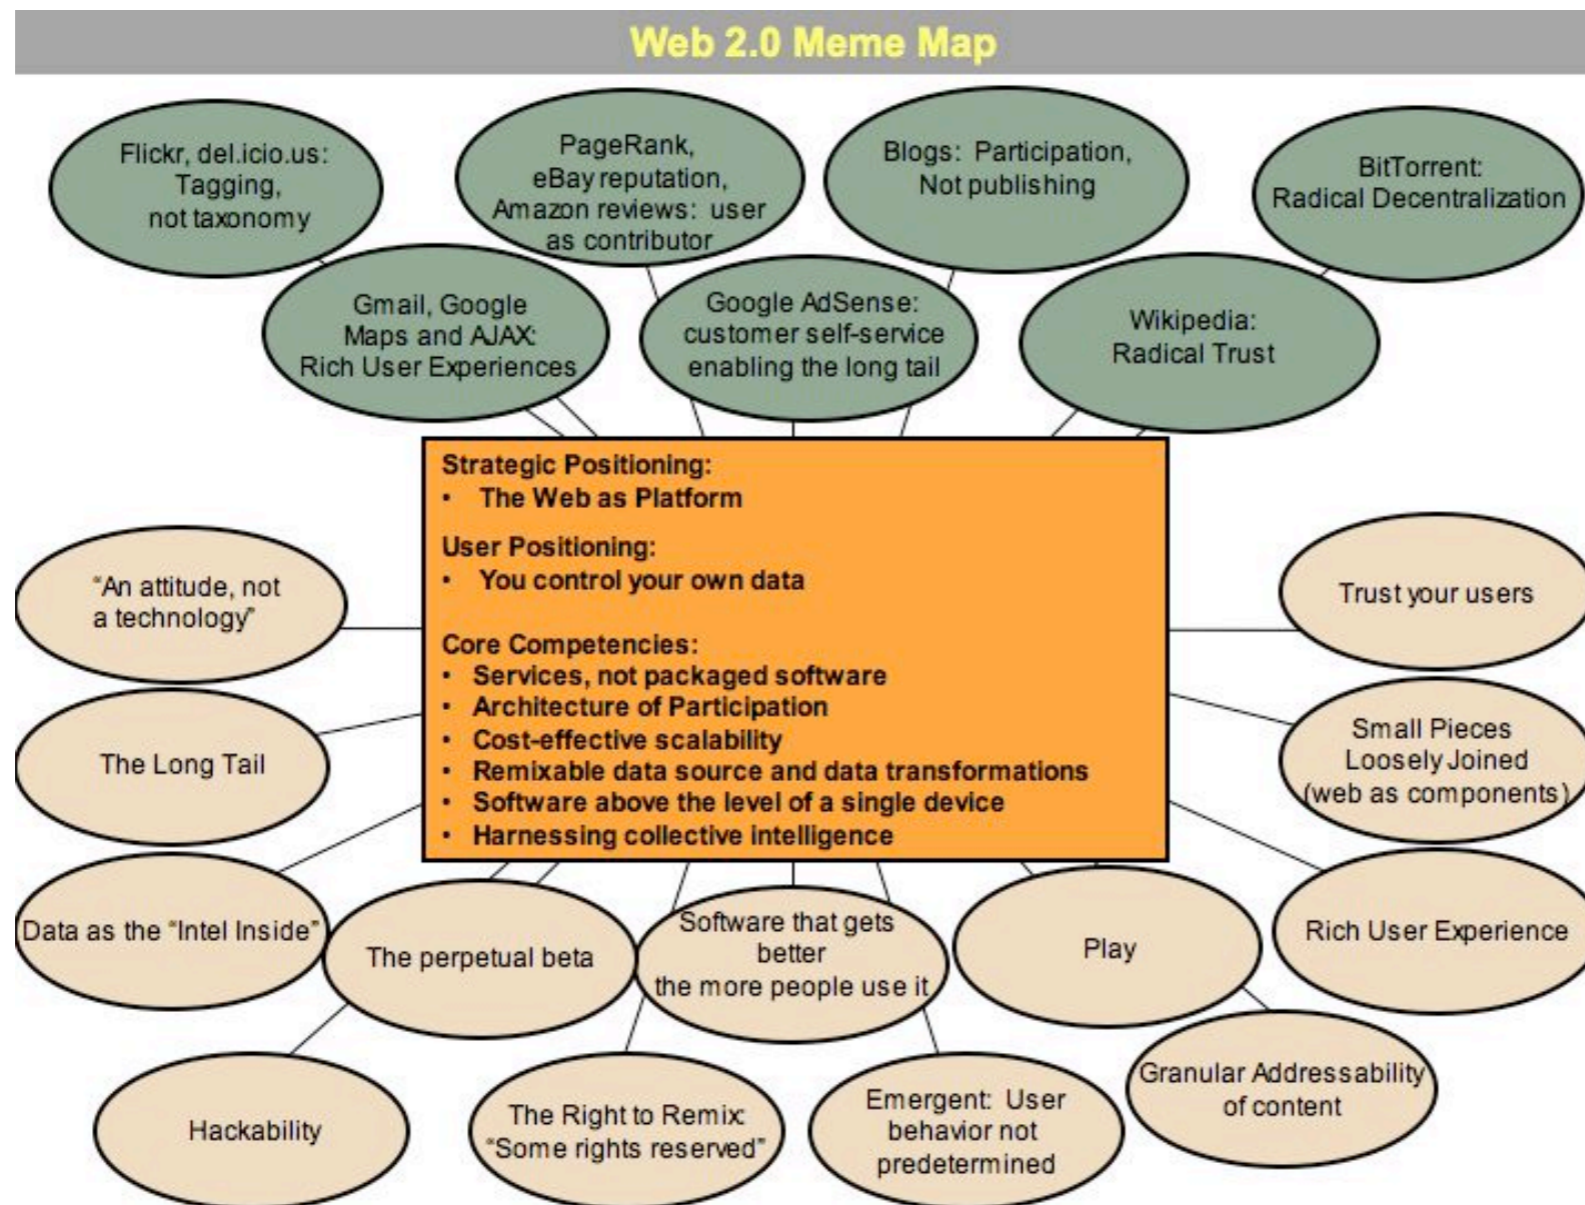 Web 2.0 Meme Map
Flickr, del.icio.us:
Tagging,
not taxonomy
PageRank,
eBay reputation,
Amazon reviews: user
as contributor
Blogs: Participation,
Not publishing
BitTorrent:
Radical Decentralization
Gmail, Google
Maps and AJAX:
Rich User Experiences
Google AdSense:
customer self-service
enabling the long tail
Wikipedia:
Radical Trust
Strategic Positioning:
• The Web as Platform
User Positioning:
• You control your own data
Core Competencies:
• Services, not packaged software
• Architecture of Participation
• Cost-effective scalability
• Remixable data source and data transformations
• Software above the level of a single device
• Harnessing collective intelligence
“An attitude, not
a technology”
Trust your users
The Long Tail
Small Pieces
Loosely Joined
(web as components)
Data as the “Intel Inside”
The perpetual beta
Software that gets
better
the more people use it
Play
Rich User Experience
Hackability
The Right to Remix:
“Some rights reserved”
Emergent: User
behavior not
predetermined
Granular Addressability
of content